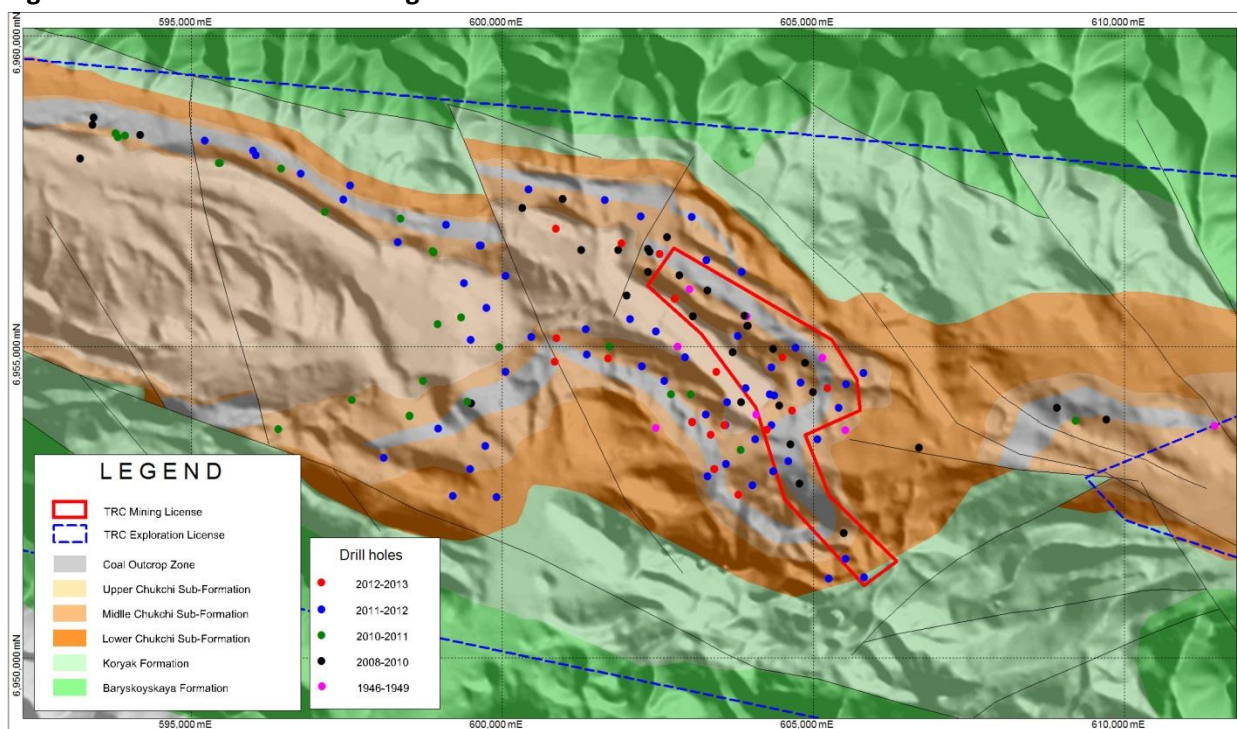 595,000 mE
600,000 mE
605,000 mE
610,000 mE
6,960,000 mN
6,955,000 mN
6,950,000 mN
LEGEND
TRC Mining License
TRC Exploration License
Coal Outcrop Zone
Upper Chukchi Sub-Formation
Midlle Chukchi Sub-Formation
Lower Chukchi Sub-Formation
Koryak Formation
Baryskoyskaya Formation
Drill holes
2012-2013
2011-2012
2010-2011
2008-2010
1946-1949
595,000 mE
600,000 mE
605,000 mE
610,000 mE